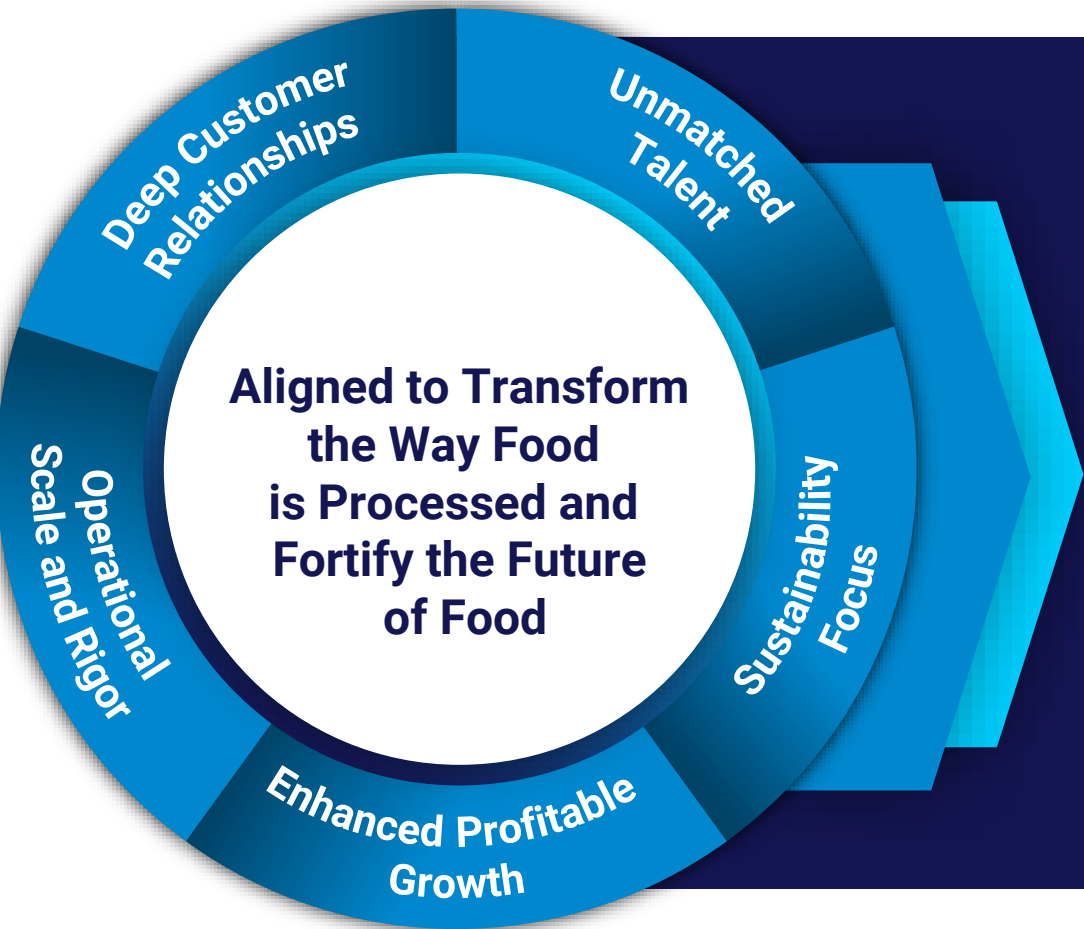 Deep Customer
Relationships
Unmatched
Talent
Sustainability
Focus
Enhanced Profitable
Growth
Operational
Scale and Rigor
Aligned to Transform
the Way Food
is Processed and
Fortify the Future
of Food